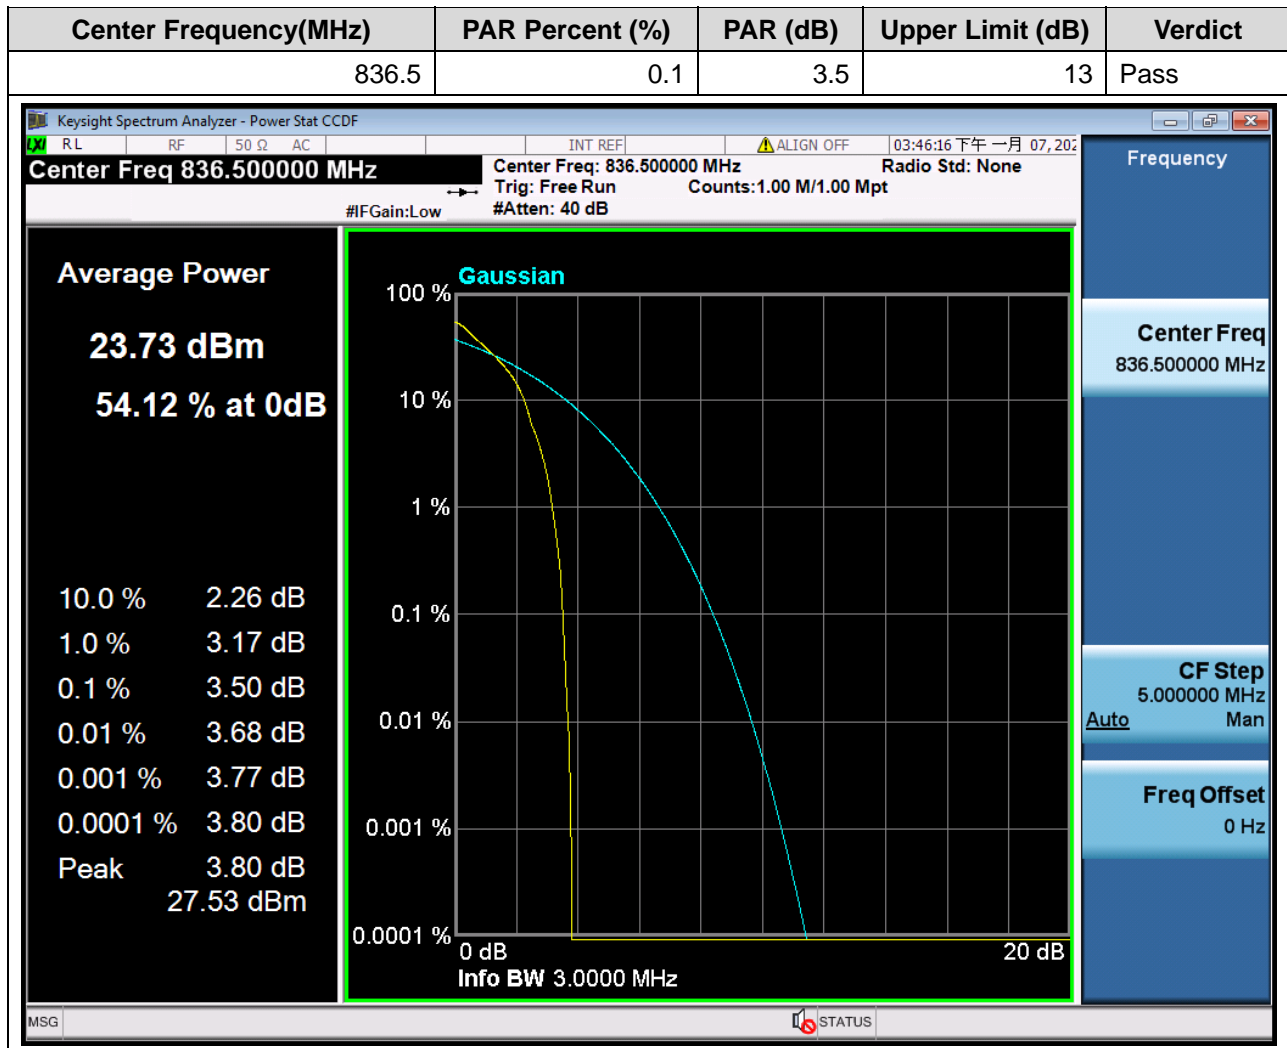 Center Frequency(MHz) PAR Percent (%) PAR (dB) Upper Limit (dB) Verdict
836.5 0.1 3.5 13 Pass
Keysight Spectrum Analyzer - Power Stat CCDF
LXI RL RF 50 Ω AC INT REF ALIGN OFF 03:46:16 下午 一月 07, 202
Center Freq 836.500000 MHz
Center Freq: 836.500000 MHz Radio Std: None
Trig: Free Run Counts:1.00 M/1.00 Mpt
#IFGain:Low #Atten: 40 dB
Average Power
23.73 dBm
54.12 % at 0dB
10.0 % 2.26 dB
1.0 % 3.17 dB
0.1 % 3.50 dB
0.01 % 3.68 dB
0.001 % 3.77 dB
0.0001 % 3.80 dB
Peak 3.80 dB
27.53 dBm
Gaussian
100 %
10 %
1 %
0.1 %
0.01 %
0.001 %
0.0001 %
0 dB 20 dB
Info BW 3.0000 MHz
Frequency
Center Freq
836.500000 MHz
CF Step
5.000000 MHz
Auto Man
Freq Offset
0 Hz
MSG STATUS